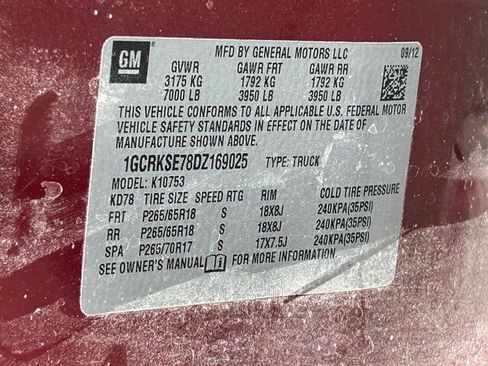 GM
MFD BY GENERAL MOTORS LLC 09/12
GVWR GAWR FRT GAWR RR
3175 KG 1792 KG 1792 KG
7000 LB 3950 LB 3950 LB
THIS VEHICLE CONFORMS TO ALL APPLICABLE U.S. FEDERAL MOTOR
VEHICLE SAFETY STANDARDS IN EFFECT ON THE DATE OF
MANUFACTURE SHOWN ABOVE.
1GCRKSE78DZ169025 TYPE: TRUCK
MODEL: K10753
KD78 TIRE SIZE SPEED RTG RIM COLD TIRE PRESSURE
FRT P265/65R18 S 18X8J 240KPA(35PSI)
RR P265/65R18 S 18X8J 240KPA(35PSI)
SPA P265/70R17 S 17X7.5J 240KPA(35PSI)
SEE OWNER'S MANUAL FOR MORE INFORMATION.